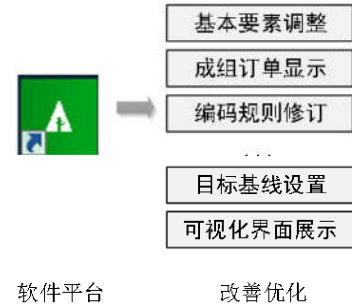 基本要素调整
成组订单显示
编码规则修订
...
目标基线设置
可视化界面展示
软件平台
改善优化